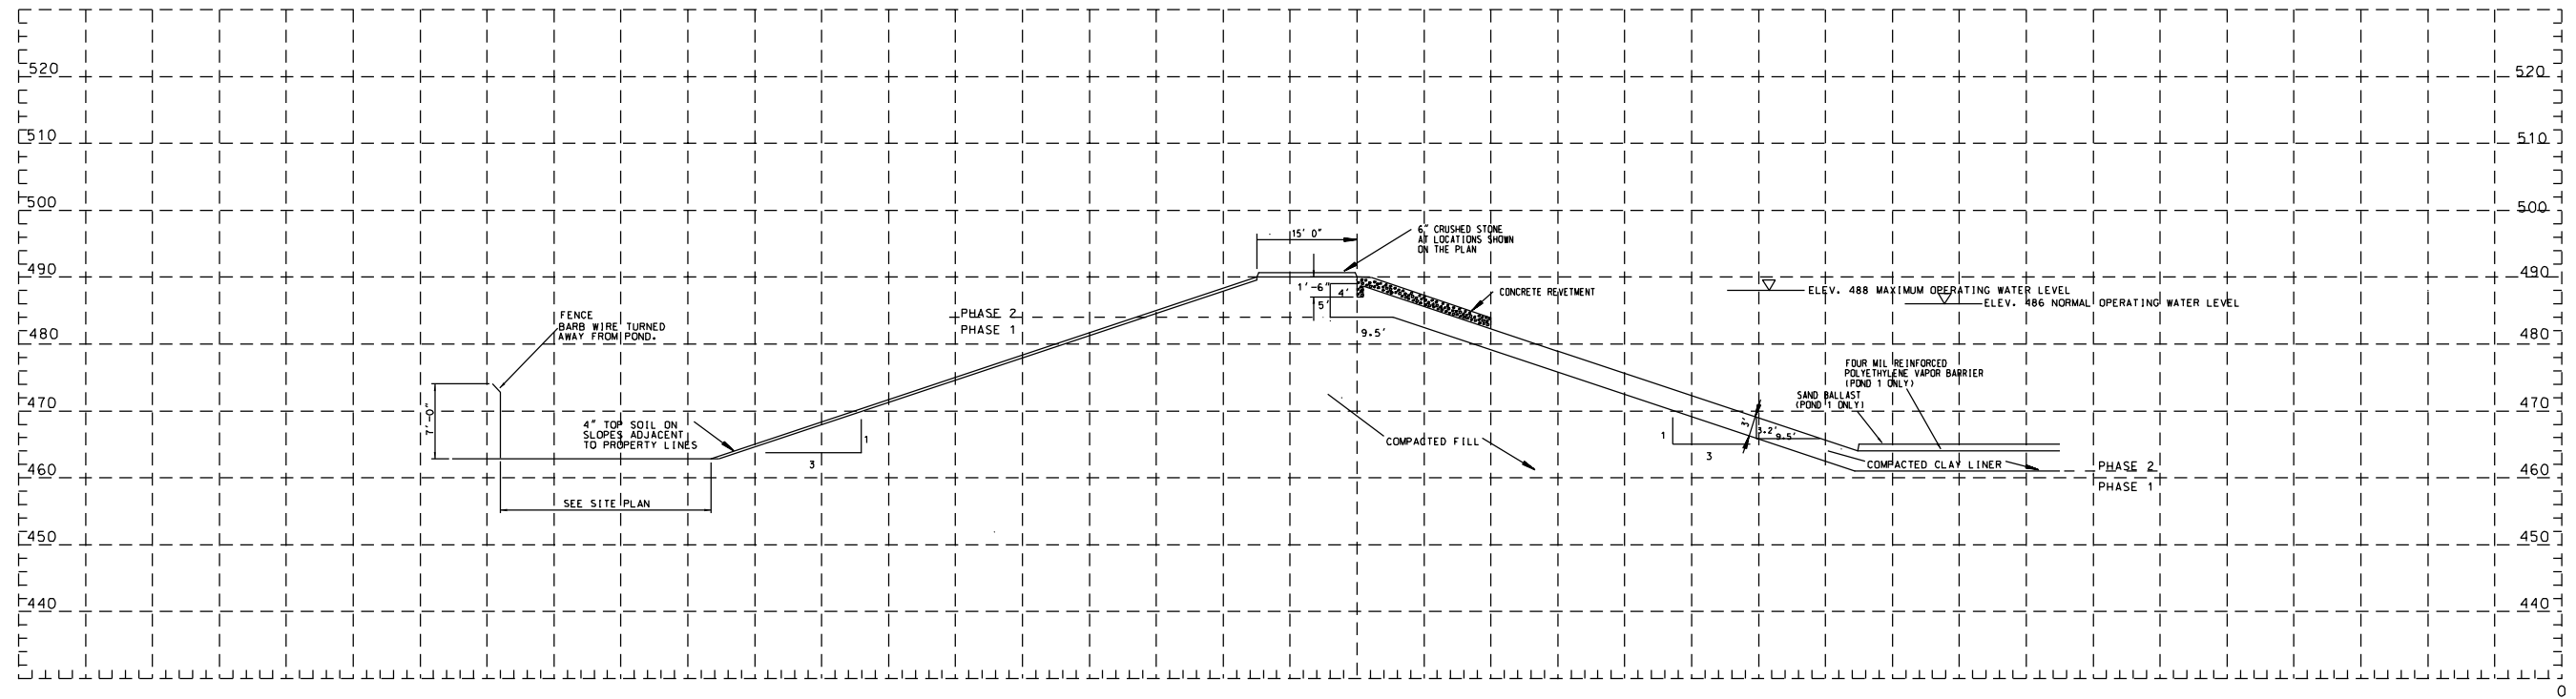 520
520
510
510
500
500
15' 0"
6" CRUSHED STONE
AT LOCATIONS SHOWN
ON THE PLAN
490
490
1'-6"
4'
5'
CONCRETE REVETMENT
ELEV. 488 MAXIMUM OPERATING WATER LEVEL
ELEV. 486 NORMAL OPERATING WATER LEVEL
FENCE
BARB WIRE TURNED
AWAY FROM POND.
PHASE 2
PHASE 1
480
480
9.5'
FOUR MIL REINFORCED
POLYETHYLENE VAPOR BARRIER
(POND 1 ONLY)
SAND BALLAST
(POND 1 ONLY)
470
470
7'-0"
4" TOP SOIL ON
SLOPES ADJACENT
TO PROPERTY LINES
1
3
COMPACTED FILL
1
3
3'
3.2'
9.5'
COMPACTED CLAY LINER
PHASE 2
PHASE 1
460
460
SEE SITE PLAN
450
450
440
440
0